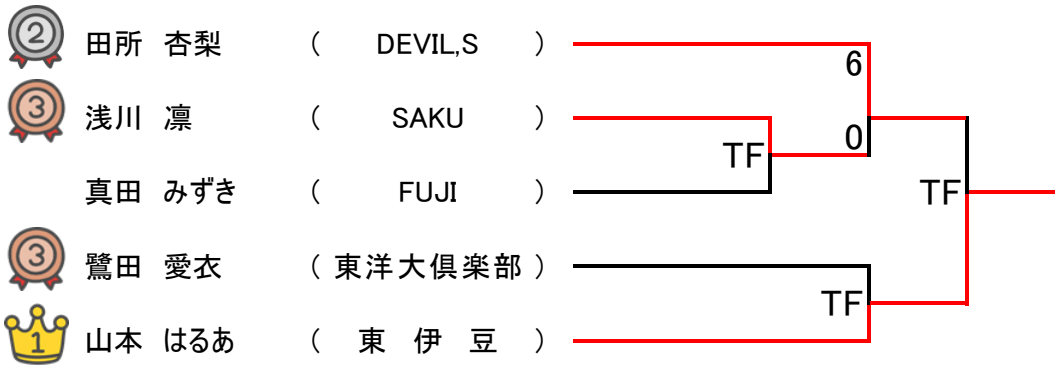 2 田所 杏梨 ( DEVIL,S )
6
3 浅川 凛 ( SAKU )
0
TF
真田 みずき ( FUJI )
TF
3 鷺田 愛衣 ( 東洋大倶楽部 )
TF
1 山本 はるあ ( 東 伊 豆 )